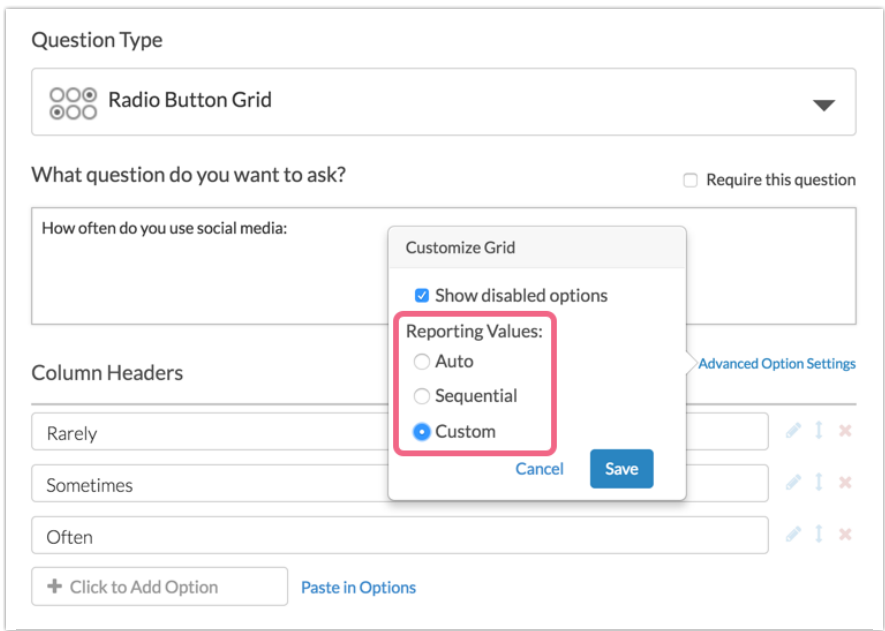 Question Type
Radio Button Grid
What question do you want to ask?
Require this question
How often do you use social media:
Customize Grid
Show disabled options
Reporting Values:
Auto
Sequential
Custom
Cancel
Save
Advanced Option Settings
Column Headers
Rarely
Sometimes
Often
Click to Add Option
Paste in Options